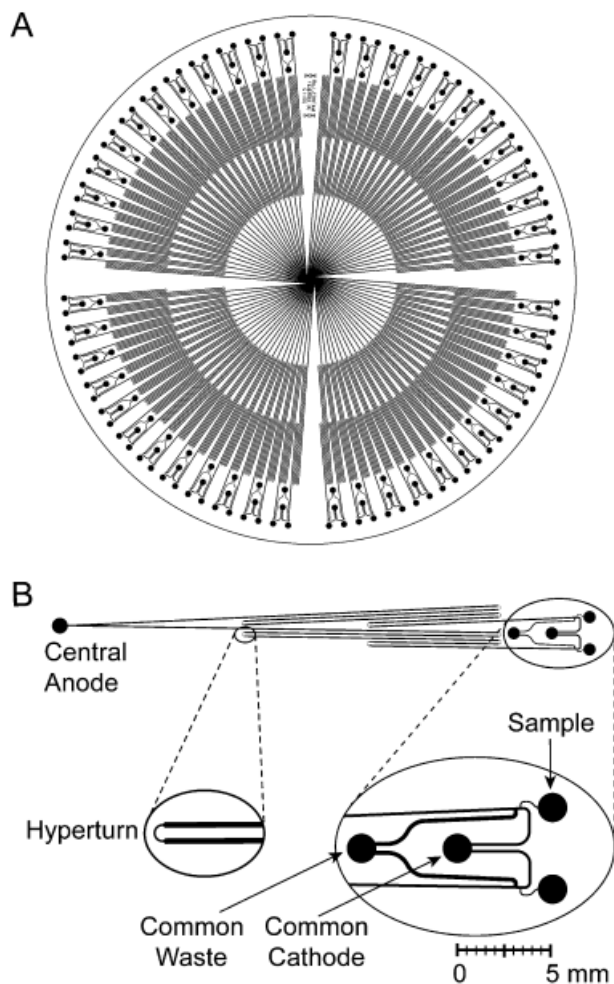 A
B
Central
Anode
Sample
Hyperturn
Common
Waste
Common
Cathode
0 5 mm